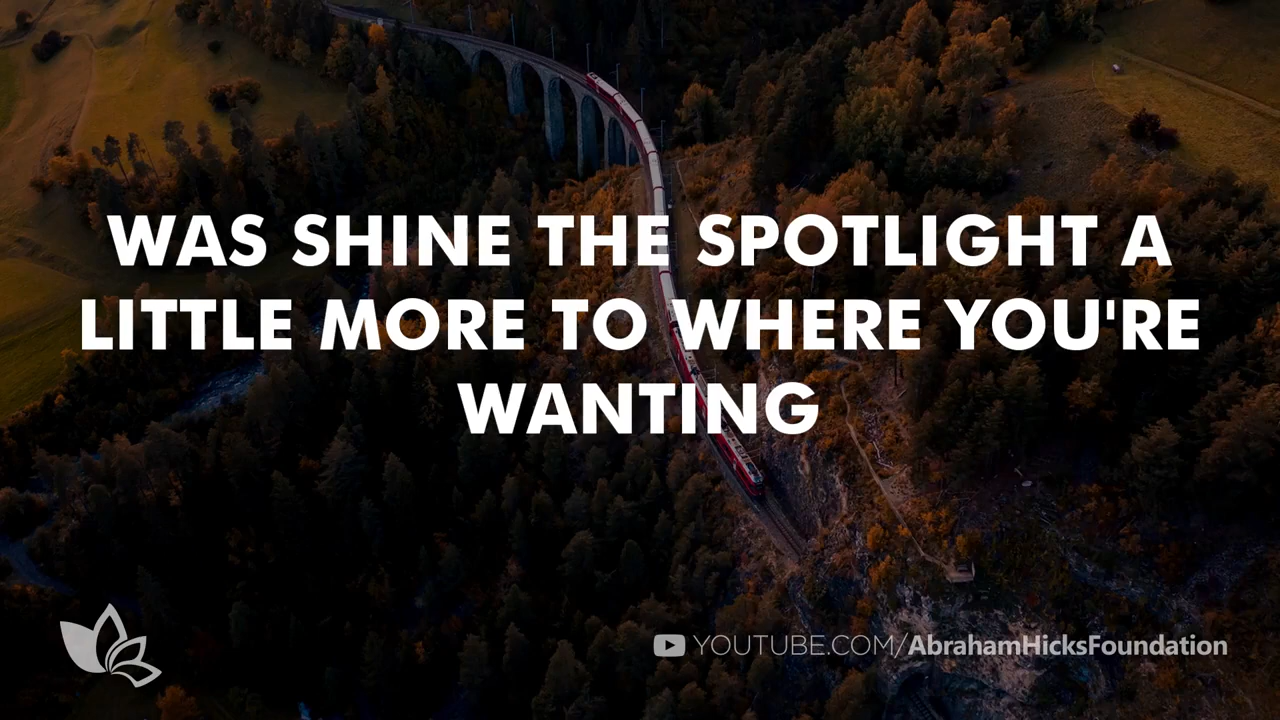 WAS SHINE THE SPOTLIGHT A
LITTLE MORE TO WHERE YOU'RE
WANTING
YOUTUBE.COM/AbrahamHicksFoundation